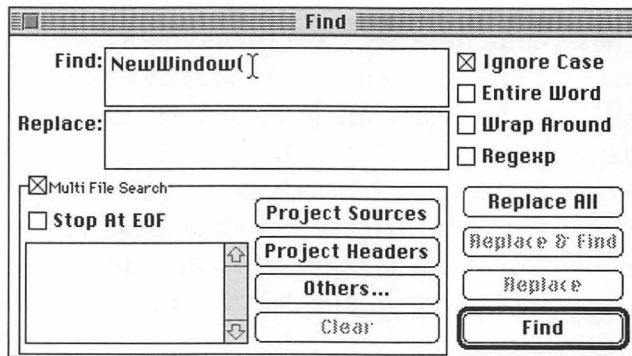 Find
Find: NewWindow(
Ignore Case
Entire Word
Replace:
Wrap Around
Regexp
Multi File Search
Stop At EOF
Project Sources
Replace All
Project Headers
Replace & Find
Others...
Replace
Clear
Find